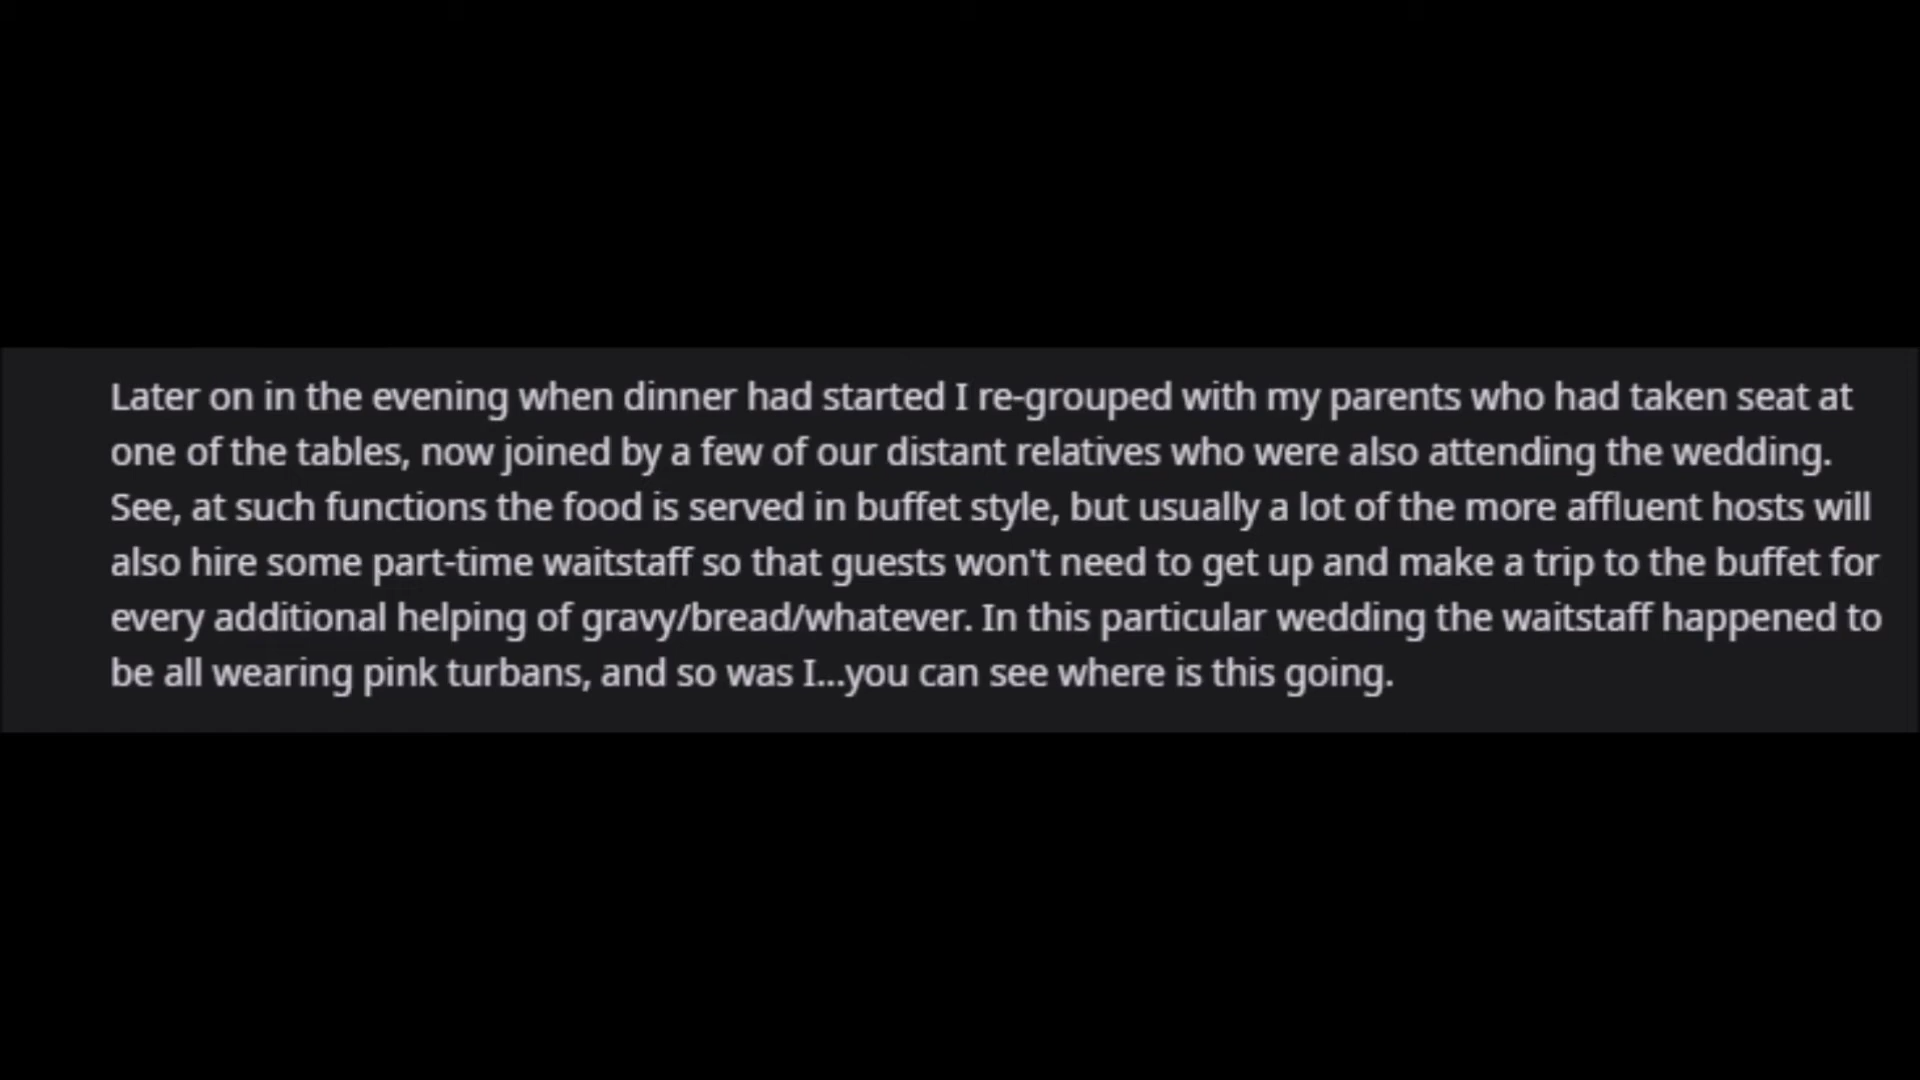 Later on in the evening when dinner had started I re-grouped with my parents who had taken seat at
one of the tables, now joined by a few of our distant relatives who were also attending the wedding.
See, at such functions the food is served in buffet style, but usually a lot of the more affluent hosts will
also hire some part-time waitstaff so that guests won't need to get up and make a trip to the buffet for
every additional helping of gravy/bread/whatever. In this particular wedding the waitstaff happened to
be all wearing pink turbans, and so was I...you can see where is this going.